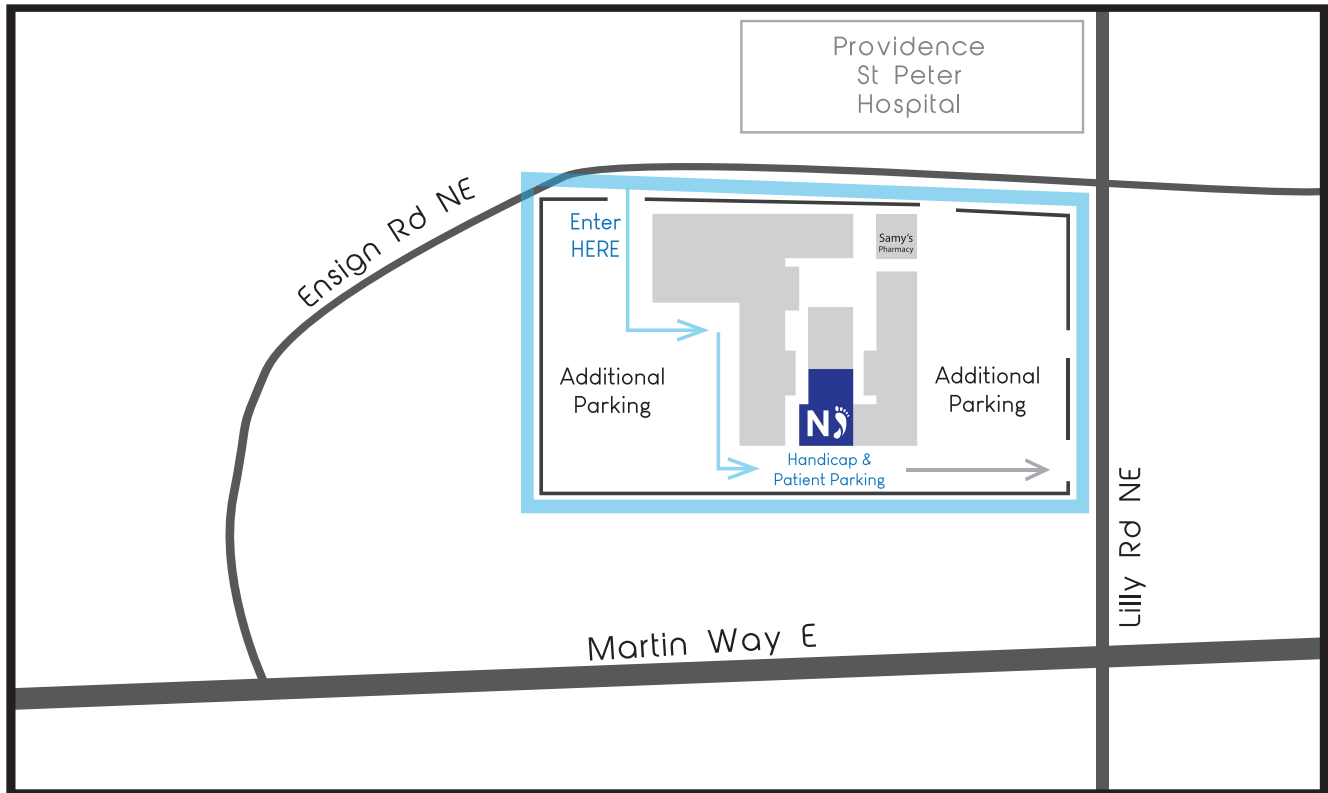 Providence
St Peter
Hospital
Ensign Rd NE
Enter
HERE
Samy's
Pharmacy
Additional
Parking
Additional
Parking
N
Handicap &
Patient Parking
Lilly Rd NE
Martin Way E